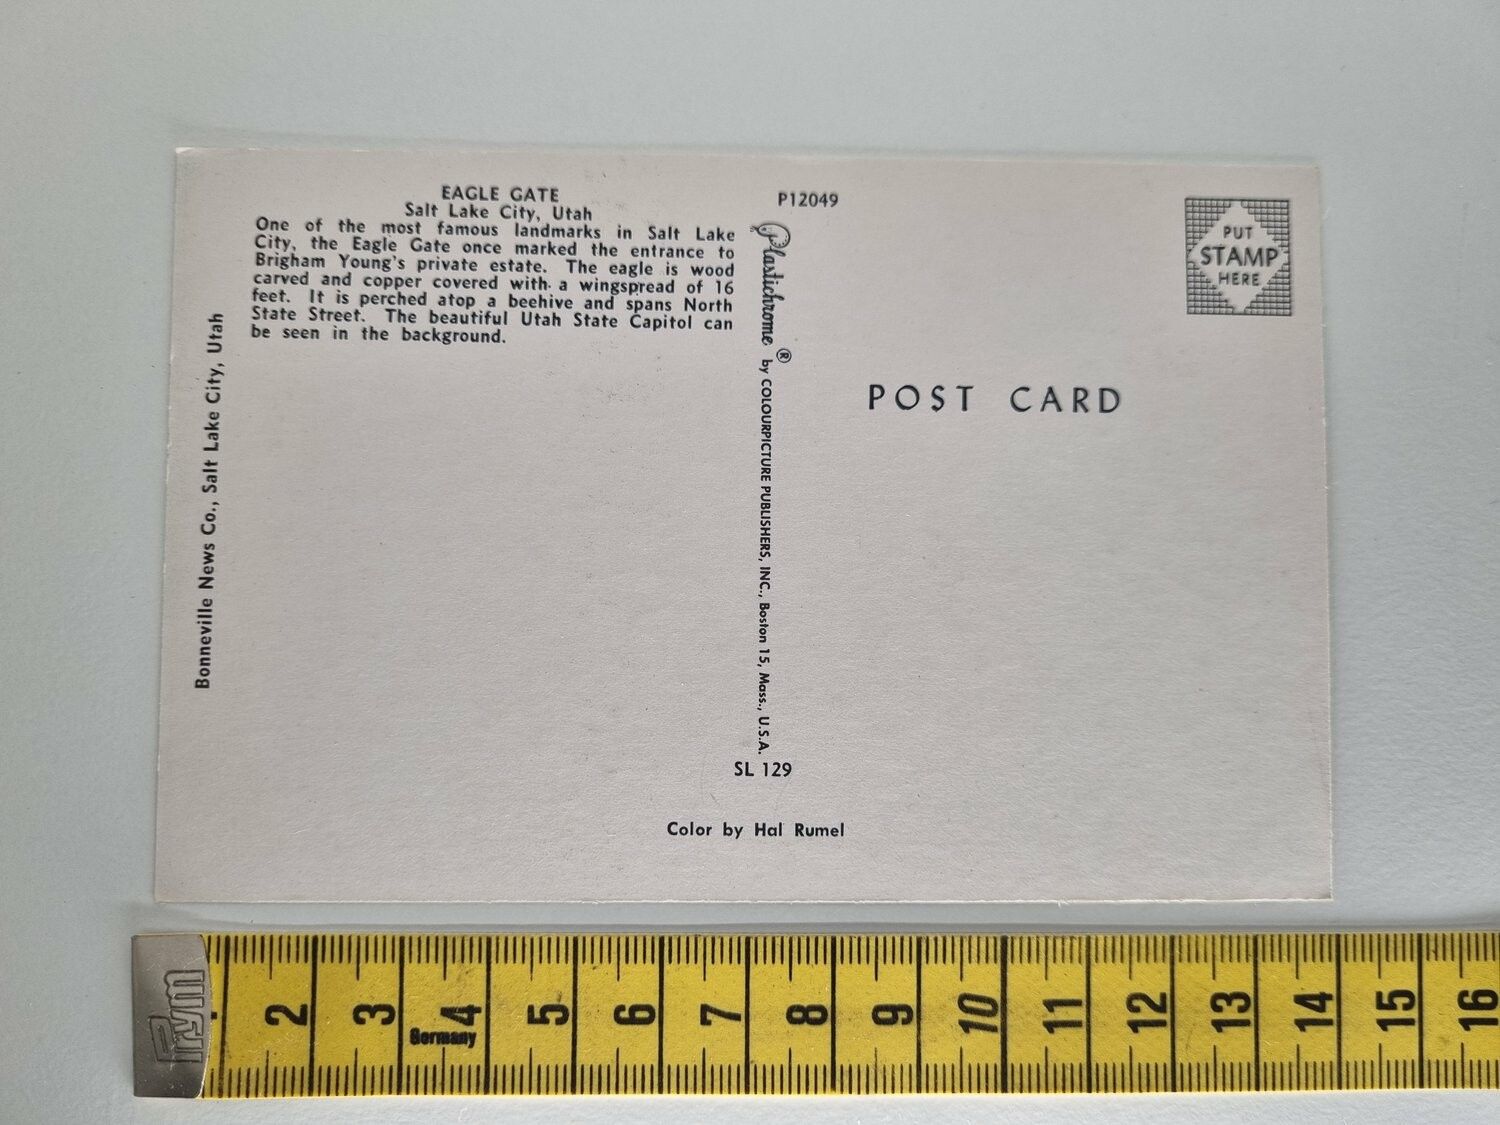 EAGLE GATE
Salt Lake City, Utah
One of the most famous landmarks in Salt Lake
City, the Eagle Gate once marked the entrance to
Brigham Young's private estate. The eagle is wood
carved and copper covered with a wingspread of 16
feet. It is perched atop a beehive and spans North
State Street. The beautiful Utah State Capitol can
be seen in the background.
Bonneville News Co., Salt Lake City, Utah
P12049
Plastichrome ® by COLOURPICTURE PUBLISHERS, INC., Boston 15, Mass., U.S.A.
SL 129
Color by Hal Rumel
PUT
STAMP
HERE
POST CARD
Prym
1 2 3 4 5 6 7 8 9 10 11 12 13 14 15 16
Germany